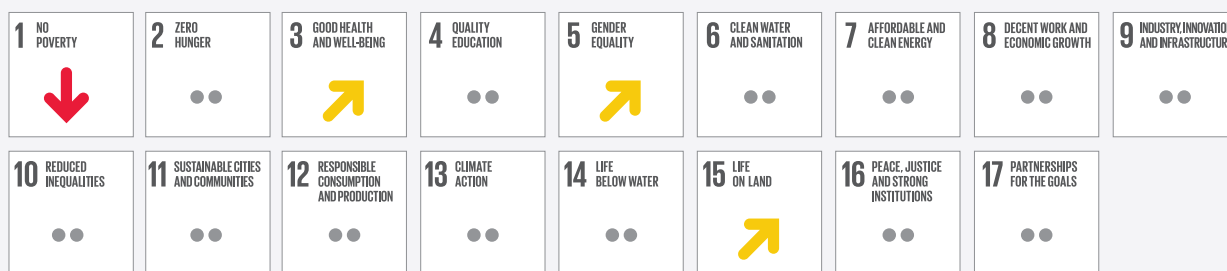 1 NO
POVERTY
2 ZERO
HUNGER
3 GOOD HEALTH
AND WELL-BEING
4 QUALITY
EDUCATION
5 GENDER
EQUALITY
6 CLEAN WATER
AND SANITATION
7 AFFORDABLE AND
CLEAN ENERGY
8 DECENT WORK AND
ECONOMIC GROWTH
9 INDUSTRY, INNOVATIO
AND INFRASTRUCTUR
10 REDUCED
INEQUALITIES
11 SUSTAINABLE CITIES
AND COMMUNITIES
12 RESPONSIBLE
CONSUMPTION
AND PRODUCTION
13 CLIMATE
ACTION
14 LIFE
BELOW WATER
15 LIFE
ON LAND
16 PEACE, JUSTICE
AND STRONG
INSTITUTIONS
17 PARTNERSHIPS
FOR THE GOALS